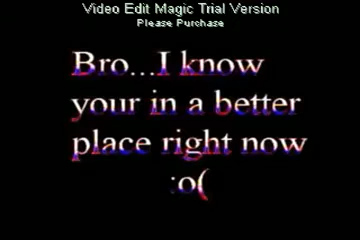 Video Edit Magic Trial Version
Please Purchase
Bro...I know
your in a better
place right now
:o(